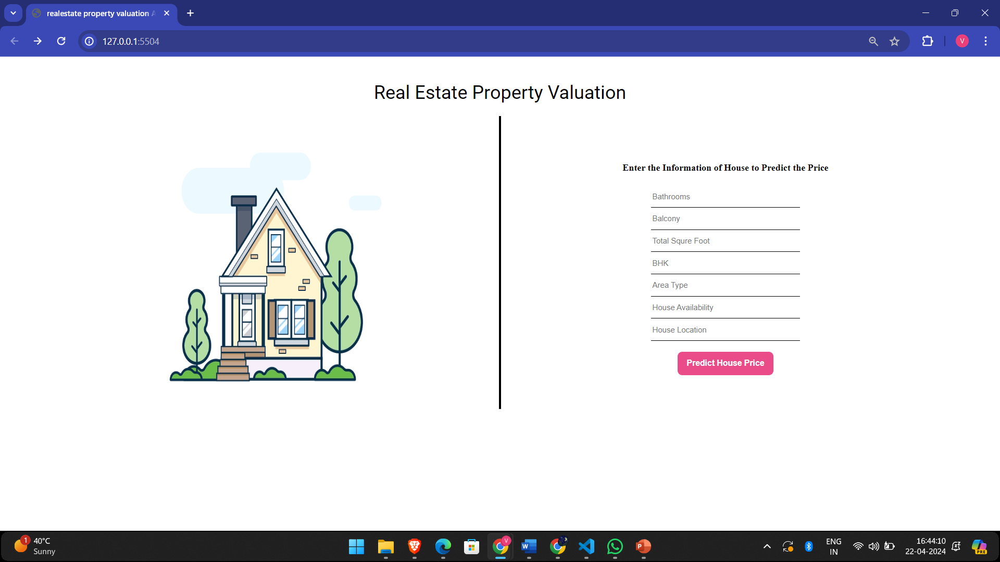 realestate property valuation A
127.0.0.1:5504
V
Real Estate Property Valuation
Enter the Information of House to Predict the Price
Bathrooms
Balcony
Total Squre Foot
BHK
Area Type
House Availability
House Location
Predict House Price
1
40°C
Sunny
V
W
P
ENG
IN
16:44:10
22-04-2024
PRE